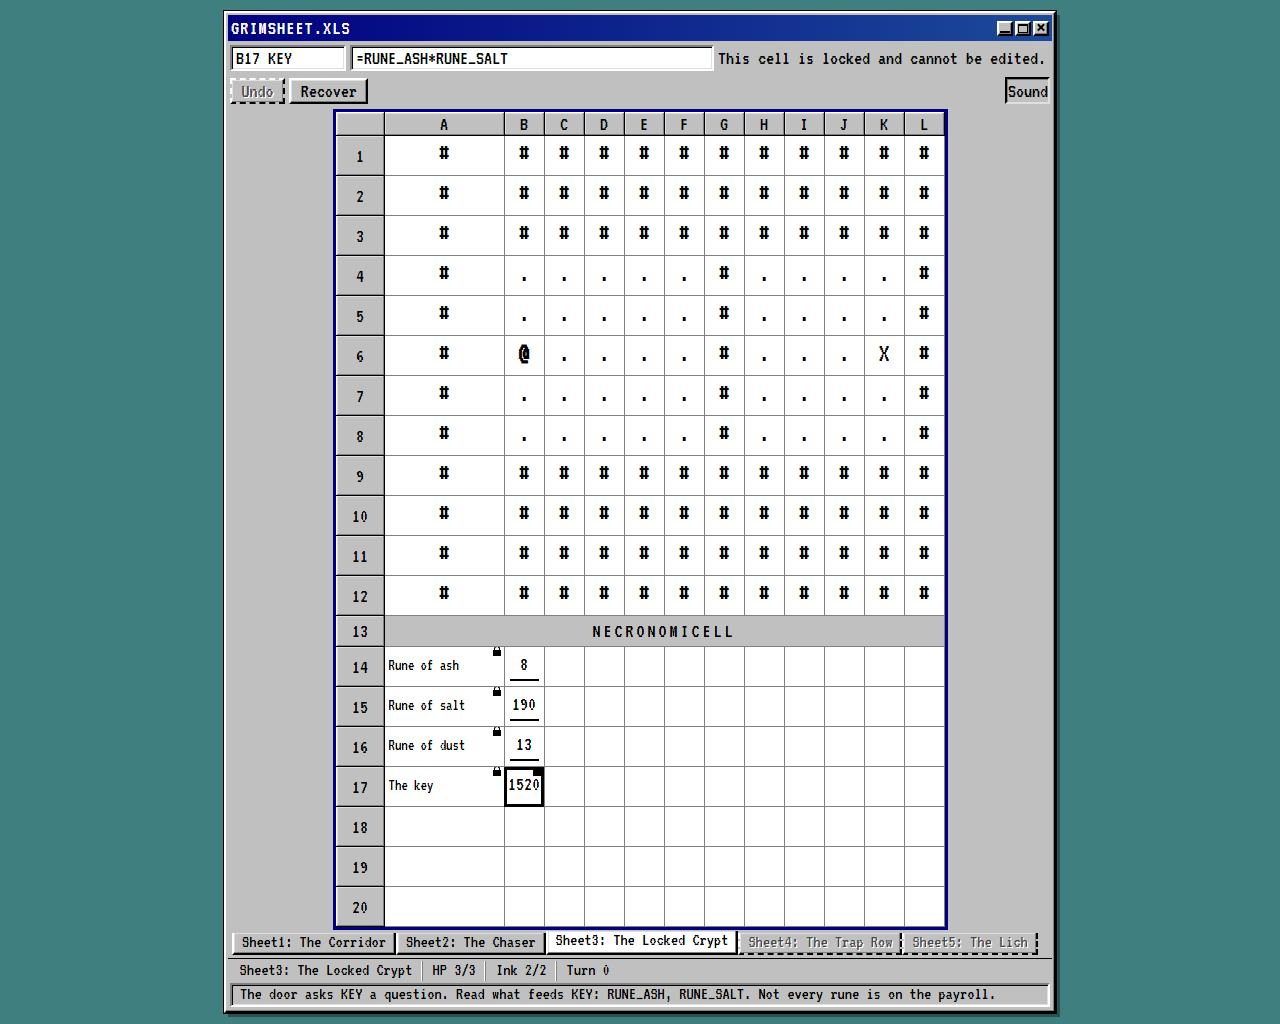 GRIMSHEET.XLS
B17 KEY =RUNE_ASH*RUNE_SALT This cell is locked and cannot be edited.
Undo Recover Sound
A B C D E F G H I J K L
1 # # # # # # # # # # # #
2 # # # # # # # # # # # #
3 # # # # # # # # # # # #
4 # . . . . . # . . . . #
5 # . . . . . # . . . . #
6 # @ . . . . # . . . X #
7 # . . . . . # . . . . #
8 # . . . . . # . . . . #
9 # # # # # # # # # # # #
10 # # # # # # # # # # # #
11 # # # # # # # # # # # #
12 # # # # # # # # # # # #
13 NECRONOMICELL
14 Rune of ash 8
15 Rune of salt 190
16 Rune of dust 13
17 The key 1520
18
19
20
Sheet1: The Corridor Sheet2: The Chaser Sheet3: The Locked Crypt Sheet4: The Trap Row Sheet5: The Lich
Sheet3: The Locked Crypt HP 3/3 Ink 2/2 Turn 0
The door asks KEY a question. Read what feeds KEY: RUNE_ASH, RUNE_SALT. Not every rune is on the payroll.